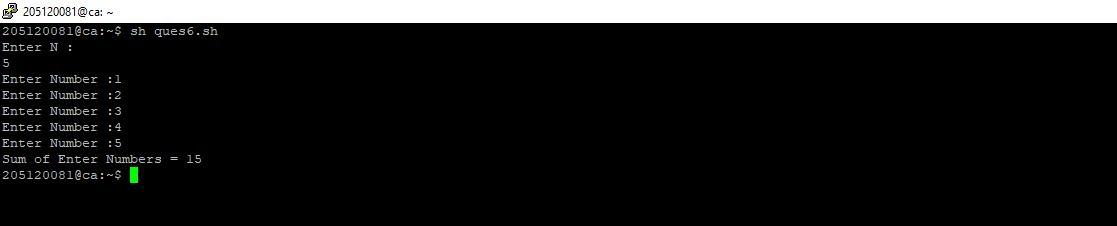 205120081@ca: ~
205120081@ca:~$ sh ques6.sh
Enter N :
5
Enter Number :1
Enter Number :2
Enter Number :3
Enter Number :4
Enter Number :5
Sum of Enter Numbers = 15
205120081@ca:~$